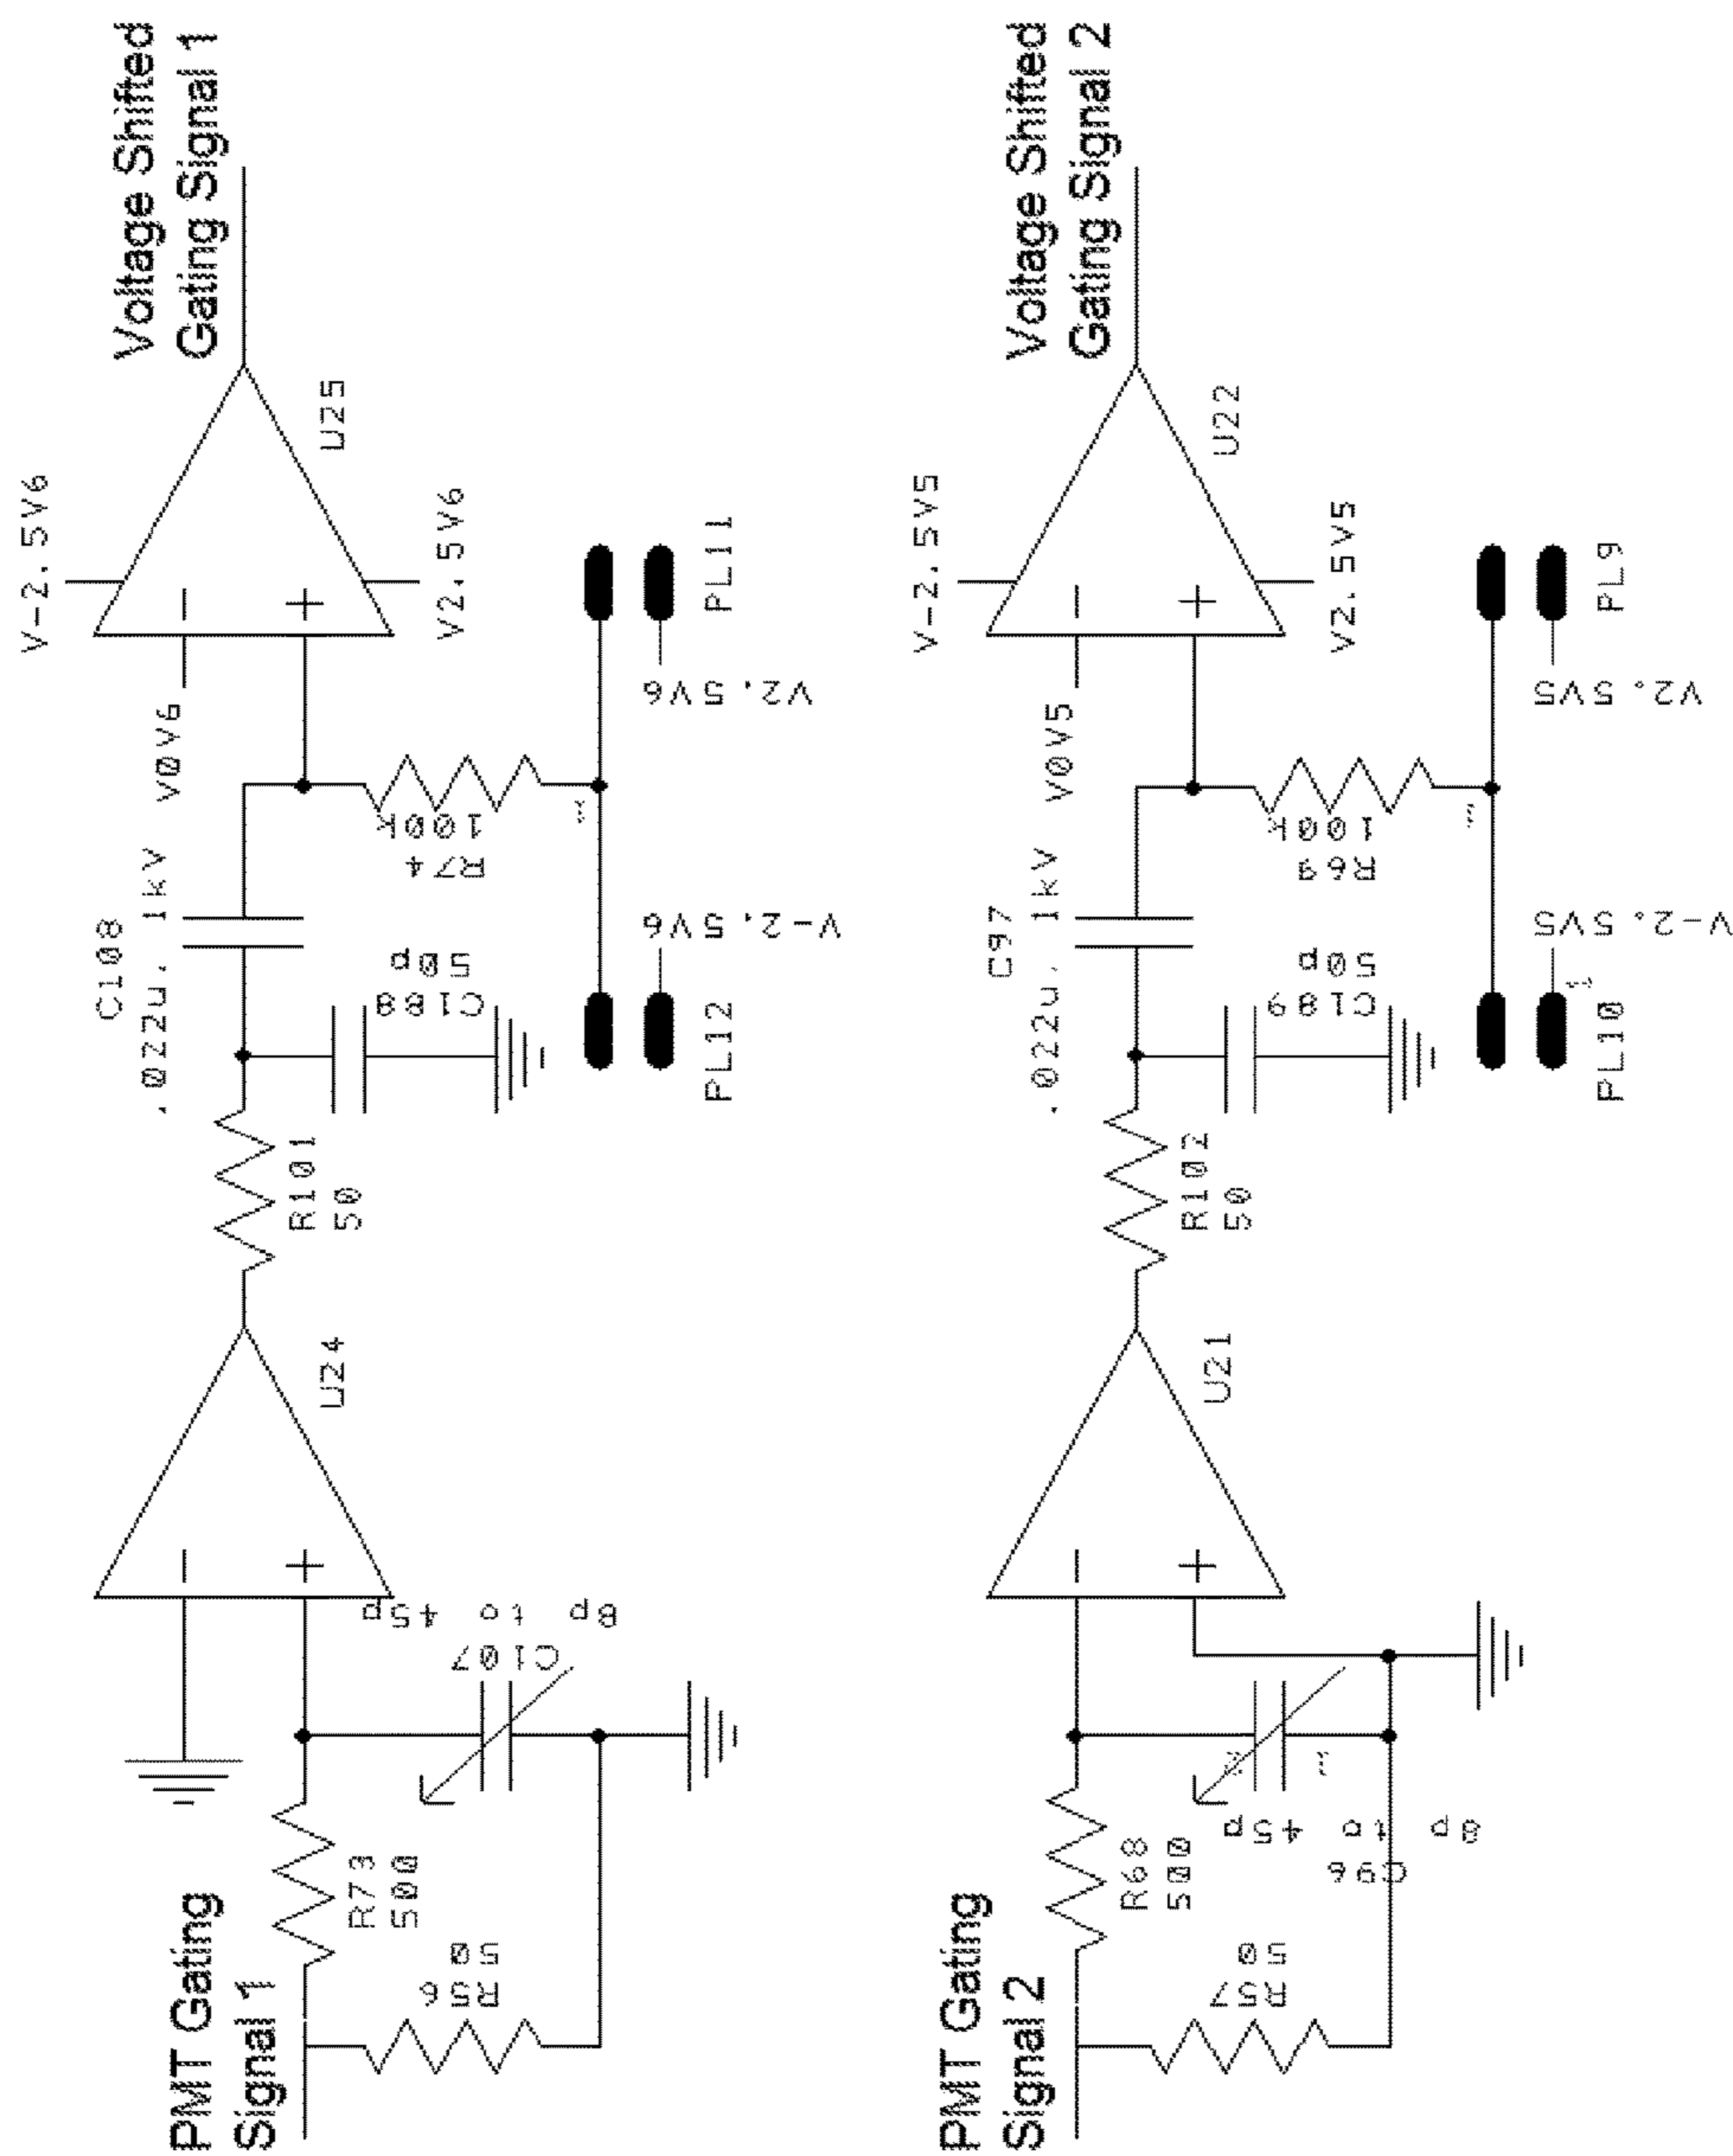 PMT Gating
Signal 1
R56
50
R73
500
C107
8p to 45p
U24
R101
50
C188
50p
C108
.0222u. 1kV
R74
100k
V0V6
V-2.5V6
V2.5V6
U25
PL12
V-2.5V6
V2.5V6
PL11
Voltage Shifted
Gating Signal 1
PMT Gating
Signal 2
R57
50
R68
500
C96
8p to 45p
U21
R102
50
C189
50p
C97
.022u. 1kV
R69
100k
V0V5
V-2.5V5
V2.5V5
U22
PL10
V-2.5V5
V2.5V5
PL9
Voltage Shifted
Gating Signal 2